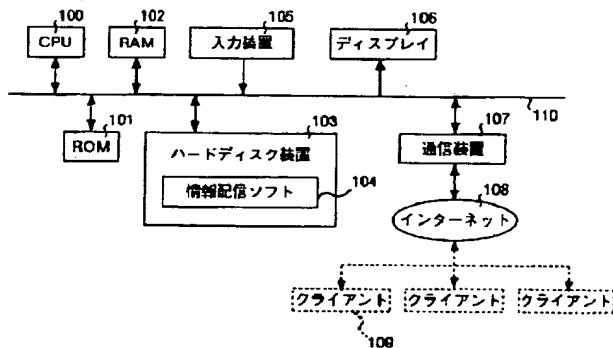 100
102
105
106
CPU
RAM
入力装置
ディスプレイ
110
101
ROM
103
ハードディスク装置
情報配信ソフト
104
107
通信装置
108
インターネット
クライアント
クライアント
クライアント
109